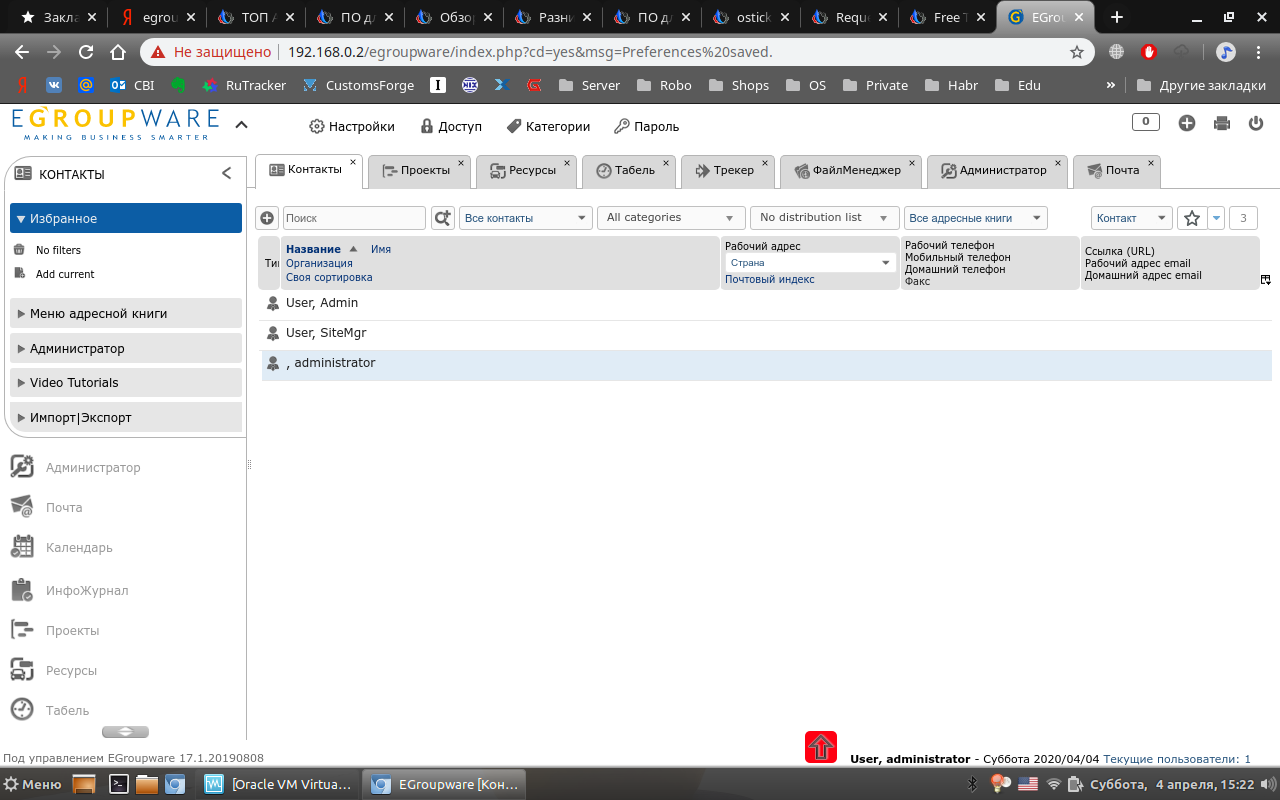 Закла
egrou
ТОП А
ПО дл
Обзор
Разни
ПО дл
ostick
Reque
Free T
EGrou
Не защищено 192.168.0.2/egroupware/index.php?cd=yes&msg=Preferences%20saved.
CBI RuTracker CustomsForge Server Robo Shops OS Private Habr Edu » Другие закладки
EGROUPWARE
MAKING BUSINESS SMARTER
Настройки Доступ Категории Пароль 0
КОНТАКТЫ
Контакты Проекты Ресурсы Табель Трекер ФайлМенеджер Администратор Почта
Избранное
No filters
Add current
Меню адресной книги
Администратор
Video Tutorials
Импорт|Экспорт
Администратор
Почта
Календарь
ИнфоЖурнал
Проекты
Ресурсы
Табель
Поиск Все контакты All categories No distribution list Все адресные книги Контакт 3
Ти
Название Имя
Организация
Своя сортировка
Рабочий адрес
Страна
Почтовый индекс
Рабочий телефон
Мобильный телефон
Домашний телефон
Факс
Ссылка (URL)
Рабочий адрес email
Домашний адрес email
User, Admin
User, SiteMgr
, administrator
Под управлением EGroupware 17.1.20190808
User, administrator - Суббота 2020/04/04 Текущие пользователи: 1
Меню [Oracle VM Virtua... EGroupware [Кон... Суббота, 4 апреля, 15:22